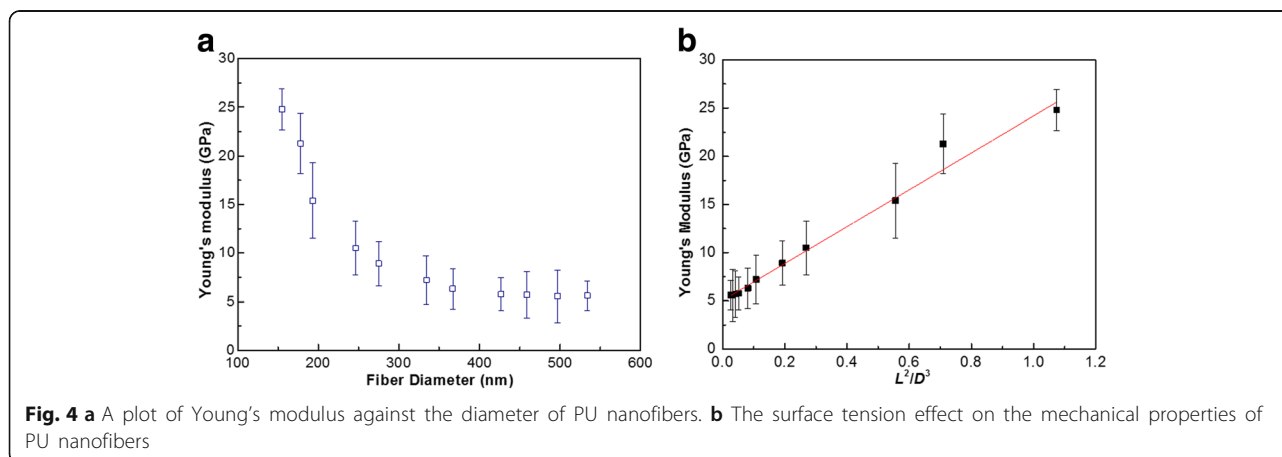 a
30
25
20
15
10
5
0
Young's modulus (GPa)
100 200 300 400 500 600
Fiber Diameter (nm)
b
30
25
20
15
10
5
0
Young's Modulus (GPa)
0.0 0.2 0.4 0.6 0.8 1.0 1.2
L²/D³
Fig. 4 a A plot of Young's modulus against the diameter of PU nanofibers. b The surface tension effect on the mechanical properties of
PU nanofibers